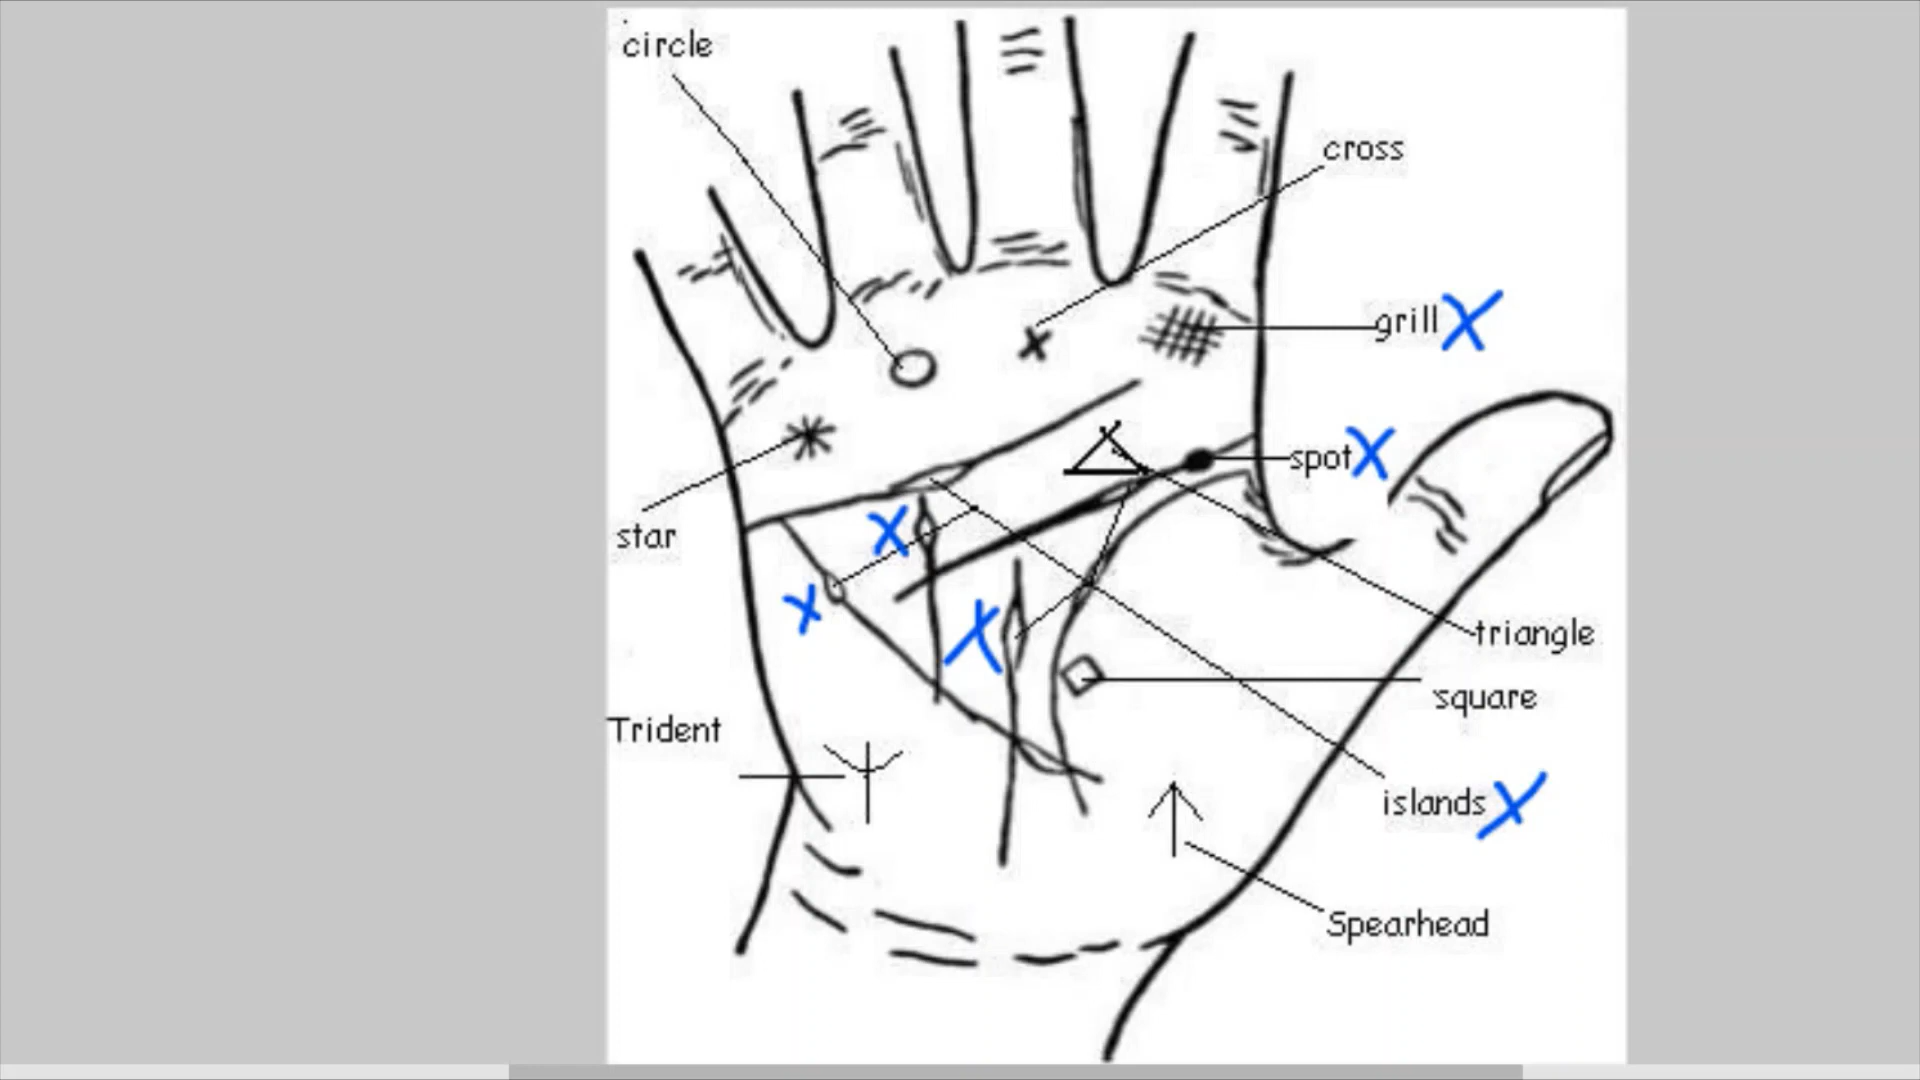 circle
cross
grill
spot
star
triangle
square
Trident
islands
Spearhead